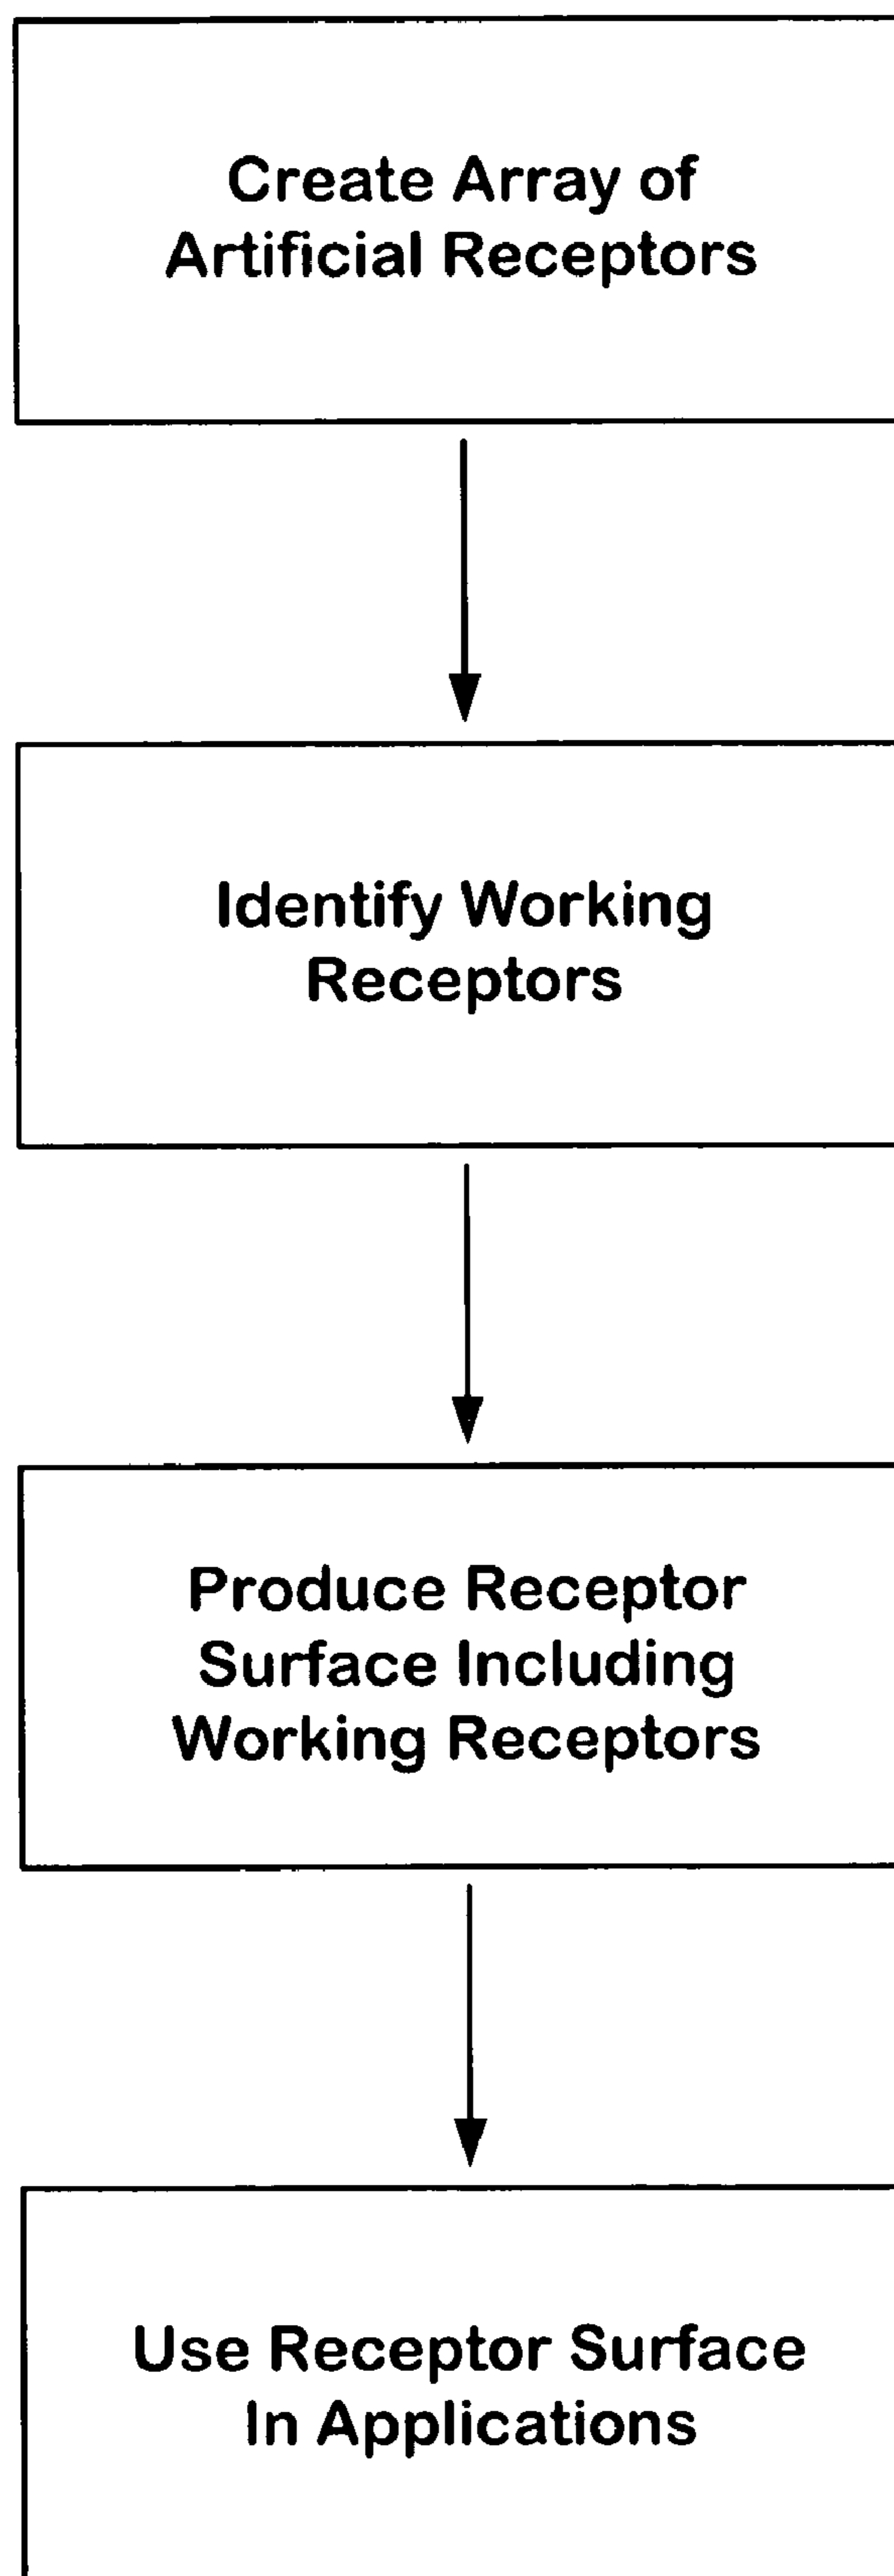 Create Array of
Artificial Receptors
Identify Working
Receptors
Produce Receptor
Surface Including
Working Receptors
Use Receptor Surface
In Applications